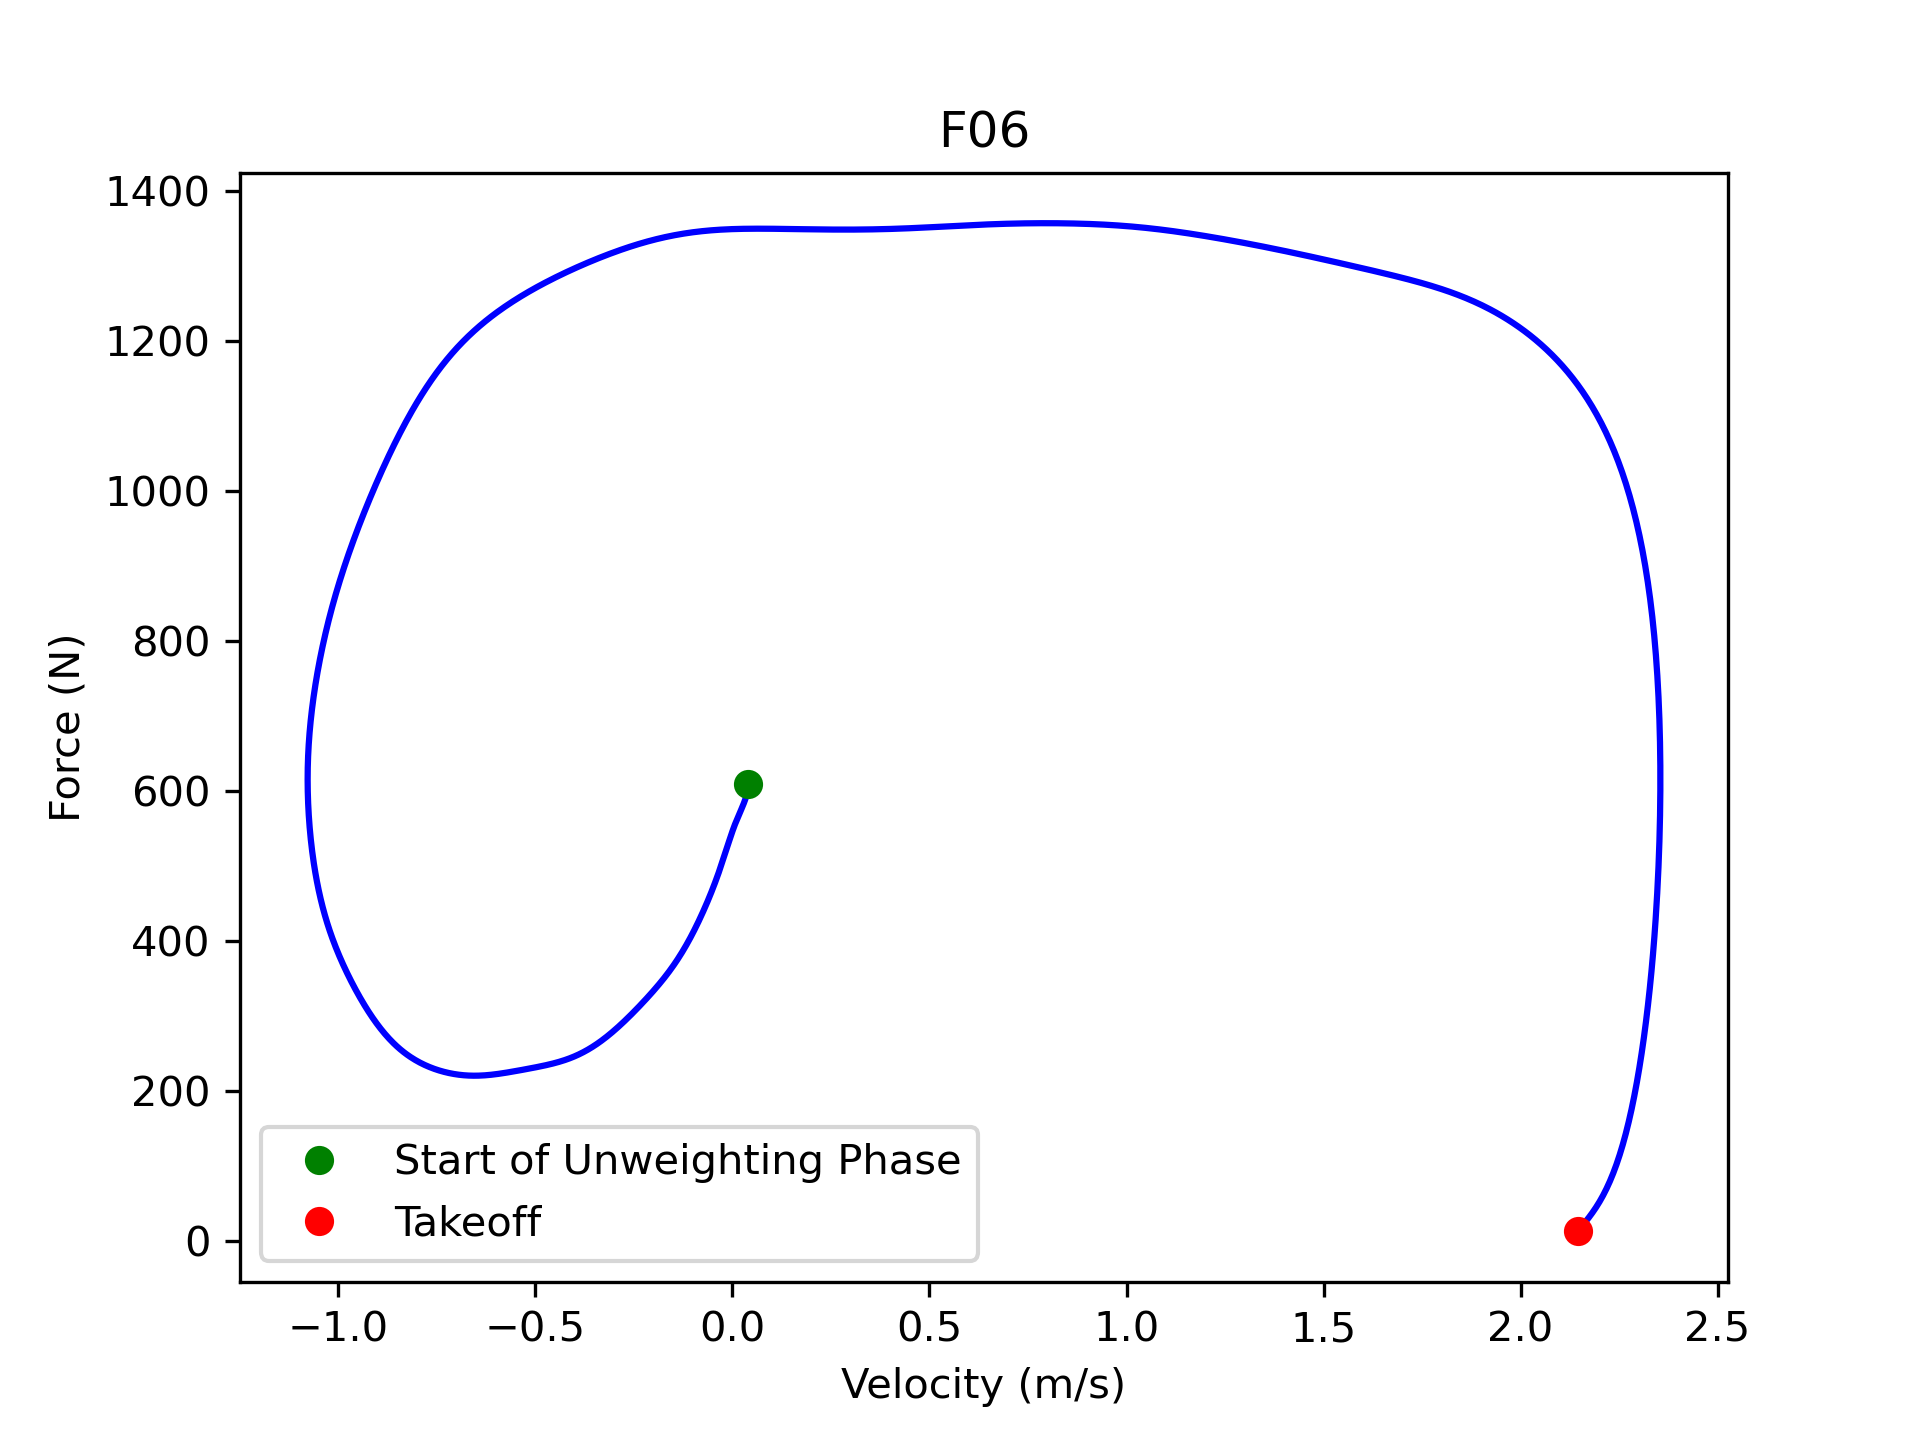 F06
1400
1200
1000
800
600
400
200
0
Force (N)
Start of Unweighting Phase
Takeoff
−1.0 −0.5 0.0 0.5 1.0 1.5 2.0 2.5
Velocity (m/s)